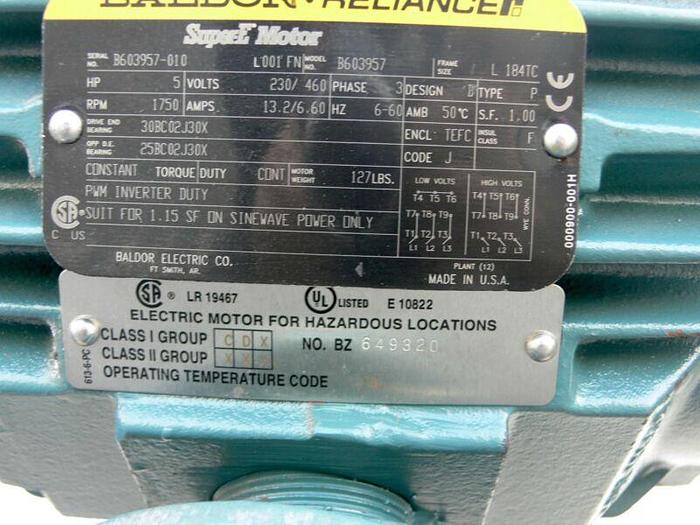 BALDOR · RELIANCE
SuperE Motor
SERIAL NO. B603957-010 L001 FN MODEL NO. B603957 FRAME SIZE L 184TC
HP 5 VOLTS 230/ 460 PHASE 3 DESIGN B TYPE P
RPM 1750 AMPS 13.2/6.60 HZ 6-60 AMB 50°C S.F. 1.00
DRIVE END BEARING 30BC02J30X ENCL: TEFC INSUL CLASS F
OPP D.E. BEARING 25BC02J30X CODE J
CONSTANT TORQUE DUTY CONT MOTOR WEIGHT 127LBS.
PWM INVERTER DUTY
SUIT FOR 1.15 SF ON SINEWAVE POWER ONLY
LOW VOLTS HIGH VOLTS
T4 T5 T6 T4 T5 T6
T7 T8 T9 T7 T8 T9
T1 T2 T3 T1 T2 T3
L1 L2 L3 L1 L2 L3
WYE CONN.
000900-001H
CE
SA
C US
BALDOR ELECTRIC CO.
FT SMITH, AR.
PLANT (12)
MADE IN U.S.A.
SA ® LR 19467 UL LISTED E 10822
ELECTRIC MOTOR FOR HAZARDOUS LOCATIONS
CLASS I GROUP C D X NO. BZ 649320
CLASS II GROUP X X X
OPERATING TEMPERATURE CODE
613-6-PC